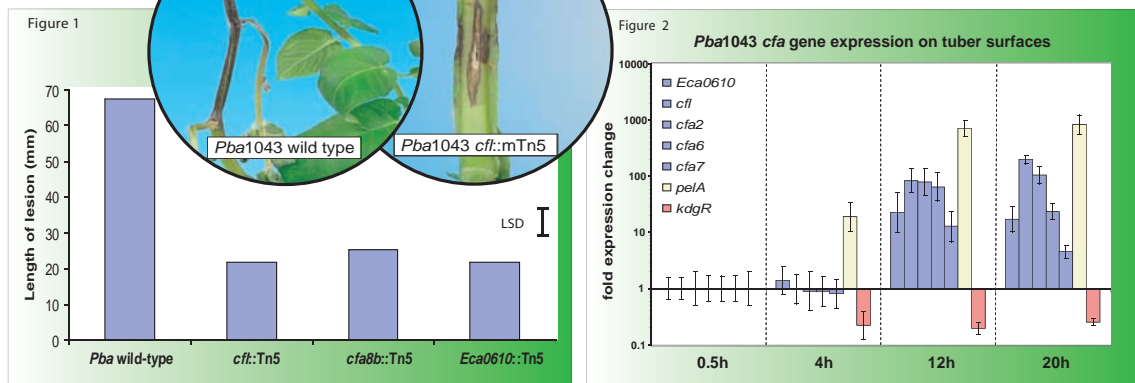 Figure 1
Length of lesion (mm)
70
60
50
40
30
20
10
0
Pba1043 wild type
Pba1043 cfl::mTn5
LSD
Pba wild-type
cfl::Tn5
cfa8b::Tn5
Eca0610::Tn5
Figure 2
Pba1043 cfa gene expression on tuber surfaces
fold expression change
10000
1000
100
10
1
0.1
Eca0610
cfl
cfa2
cfa6
cfa7
pelA
kdgR
0.5h
4h
12h
20h